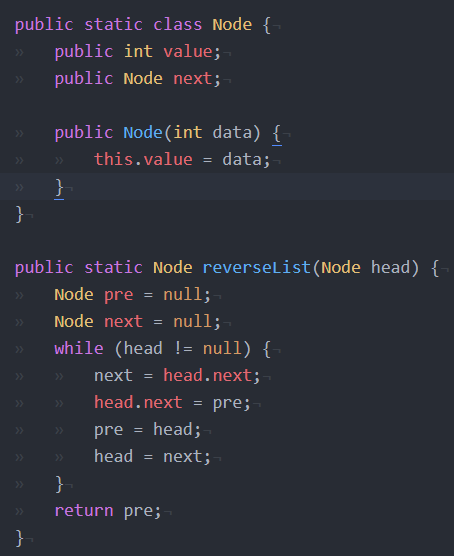 public static class Node {
public int value;
public Node next;
public Node(int data) {
this.value = data;
}
}
public static Node reverseList(Node head) {
Node pre = null;
Node next = null;
while (head != null) {
next = head.next;
head.next = pre;
pre = head;
head = next;
}
return pre;
}